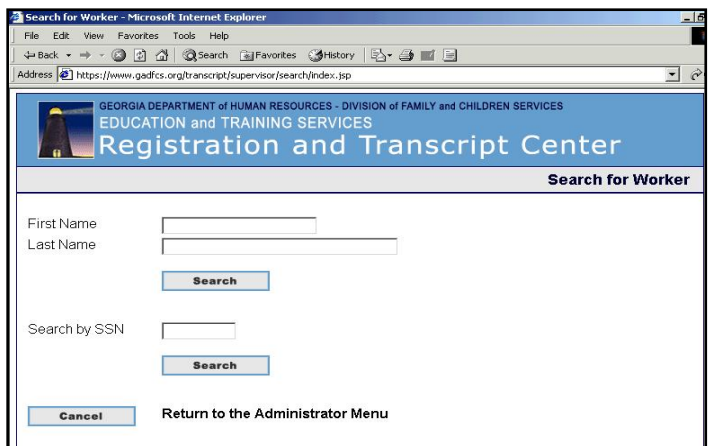 Search for Worker - Microsoft Internet Explorer
File Edit View Favorites Tools Help
Back Search Favorites History
Address https://www.gadfcs.org/transcript/supervisor/search/index.jsp
GEORGIA DEPARTMENT of HUMAN RESOURCES - DIVISION of FAMILY and CHILDREN SERVICES
EDUCATION and TRAINING SERVICES
Registration and Transcript Center
Search for Worker
First Name
Last Name
Search
Search by SSN
Search
Cancel Return to the Administrator Menu